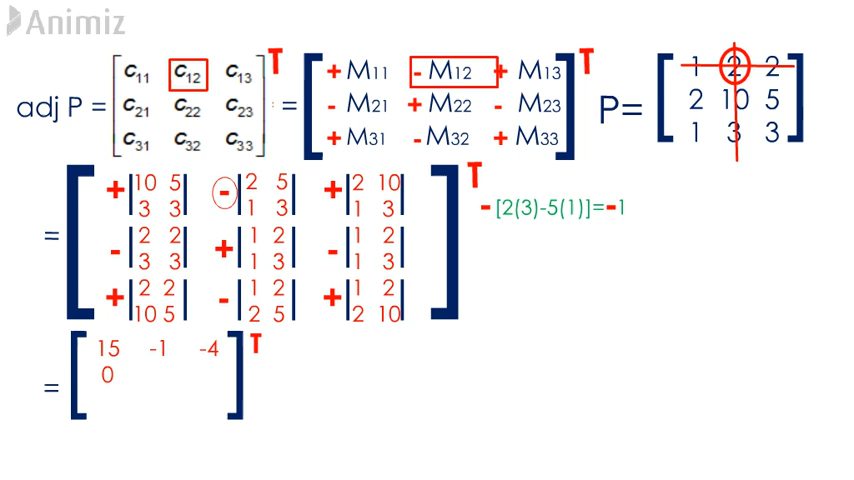 Animiz
adj P = [ c11 c12 c13 ]T = [ + M11 - M12 + M13 ]T P= [ 1 2 2 ]
c21 c22 c23 - M21 + M22 - M23 2 10 5
c31 c32 c33 + M31 - M32 + M33 1 3 3
= [ + |10 5| - |2 5| + |2 10| ]T
|3 3| |1 3| |1 3|
- [2(3)-5(1)]=-1
- |2 2| + |1 2| - |1 2|
|3 3| |1 3| |1 3|
+ |2 2| - |1 2| + |1 2|
|10 5| |2 5| |2 10|
= [ 15 -1 -4 ]T
0